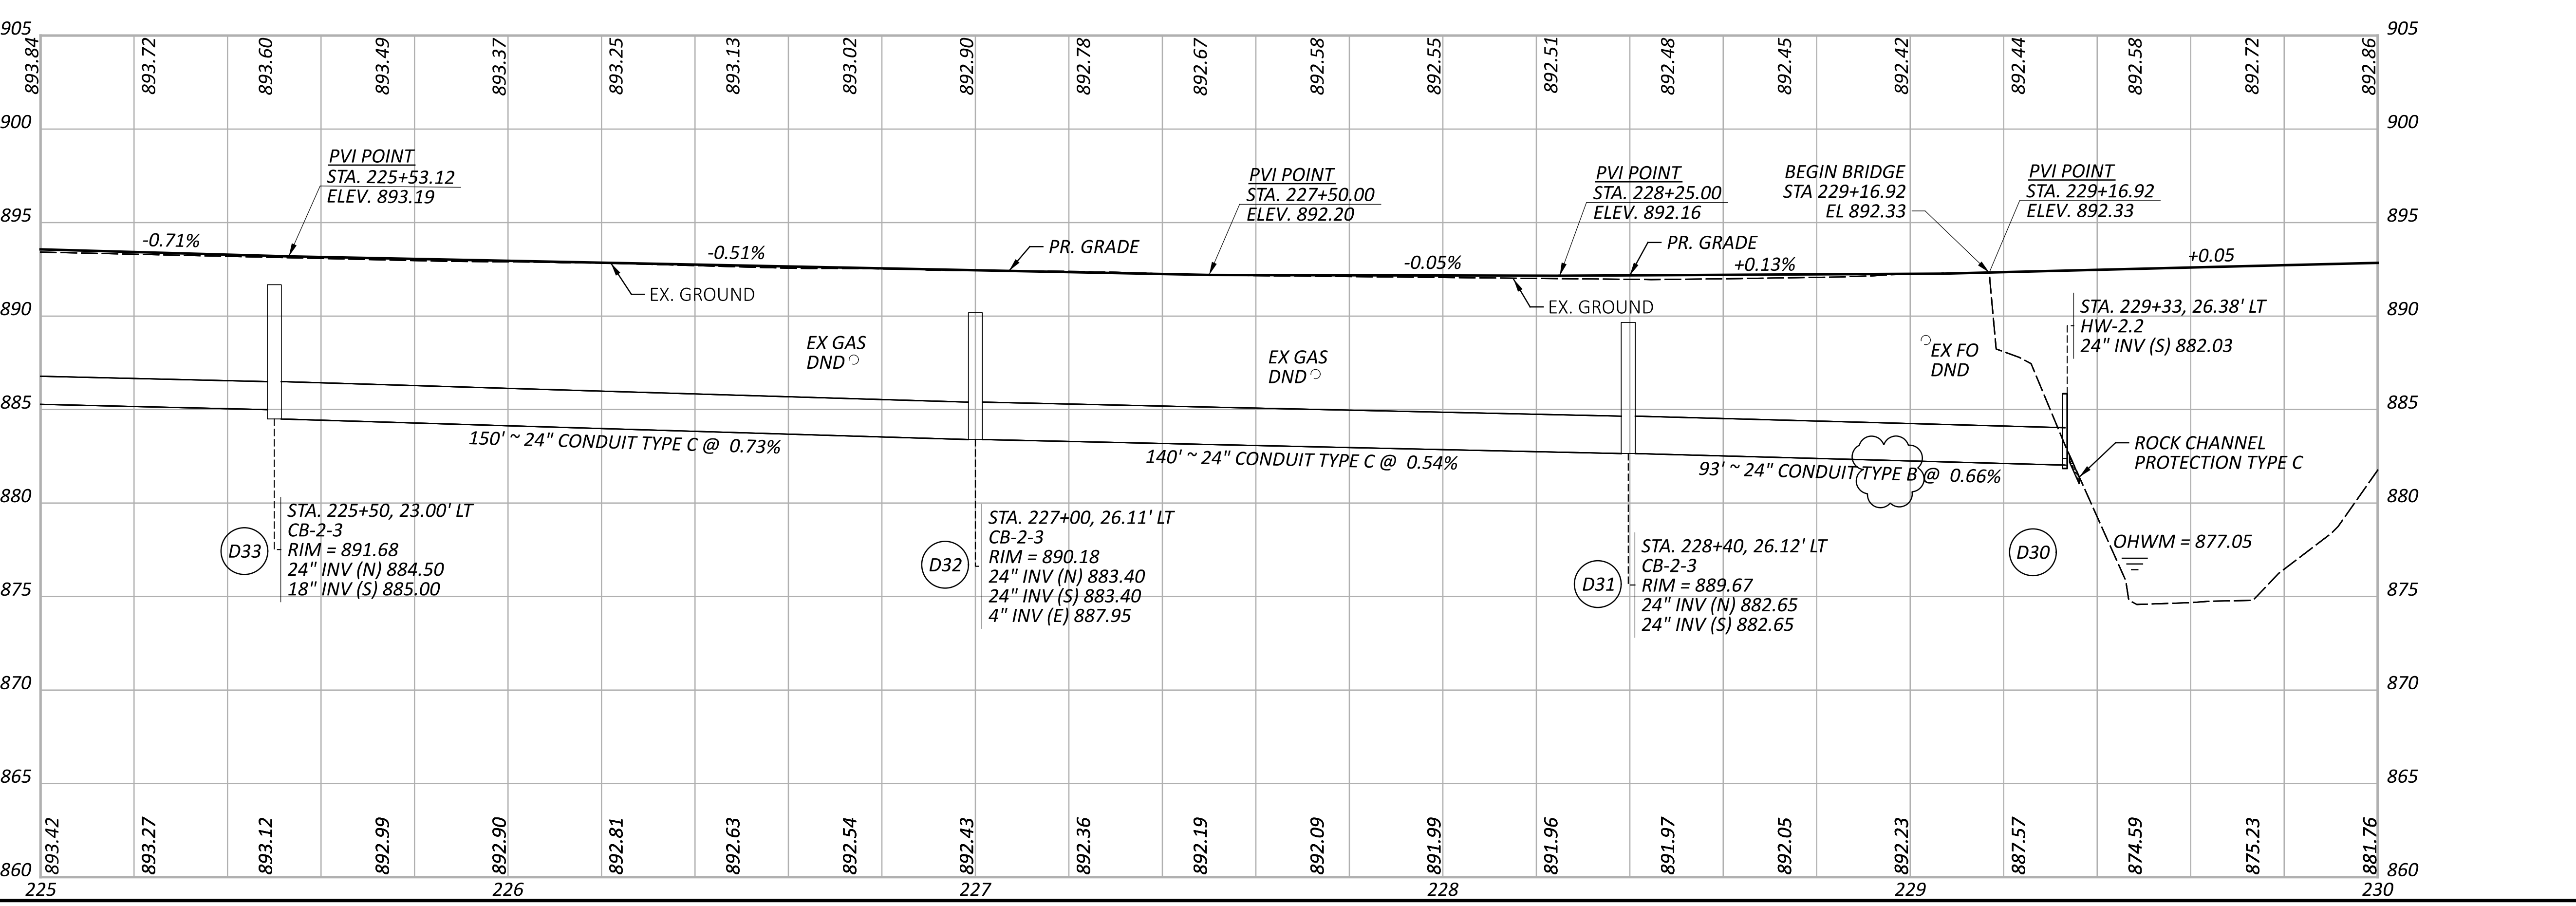 905
893.84
893.72
893.60
893.49
893.37
893.25
893.13
893.02
892.90
892.78
892.67
892.58
892.55
892.51
892.48
892.45
892.42
892.44
892.58
892.72
892.86
905
900
900
PVI POINT
STA. 225+53.12
ELEV. 893.19
PVI POINT
STA. 227+50.00
ELEV. 892.20
PVI POINT
STA. 228+25.00
ELEV. 892.16
BEGIN BRIDGE
STA 229+16.92
EL 892.33
PVI POINT
STA. 229+16.92
ELEV. 892.33
895
895
-0.71%
-0.51%
PR. GRADE
-0.05%
PR. GRADE
+0.13%
+0.05
EX. GROUND
EX. GROUND
890
890
STA. 229+33, 26.38' LT
HW-2.2
24" INV (S) 882.03
EX GAS
DND
EX GAS
DND
EX FO
DND
885
885
150' ~ 24" CONDUIT TYPE C @ 0.73%
140' ~ 24" CONDUIT TYPE C @ 0.54%
93' ~ 24" CONDUIT TYPE B @ 0.66%
ROCK CHANNEL
PROTECTION TYPE C
880
880
D33
STA. 225+50, 23.00' LT
CB-2-3
RIM = 891.68
24" INV (N) 884.50
18" INV (S) 885.00
D32
STA. 227+00, 26.11' LT
CB-2-3
RIM = 890.18
24" INV (N) 883.40
24" INV (S) 883.40
4" INV (E) 887.95
D31
STA. 228+40, 26.12' LT
CB-2-3
RIM = 889.67
24" INV (N) 882.65
24" INV (S) 882.65
D30
OHWM = 877.05
875
875
870
870
865
865
860
893.42
893.27
893.12
892.99
892.90
892.81
892.63
892.54
892.43
892.36
892.19
892.09
891.99
891.96
891.97
892.05
892.23
887.57
874.59
875.23
881.76
860
225
226
227
228
229
230